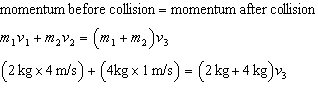 momentum before collision = momentum after collision
m₁v₁ + m₂v₂ = (m₁ + m₂)v₃
(2 kg × 4 m/s) + (4kg × 1 m/s) = (2 kg + 4 kg)v₃